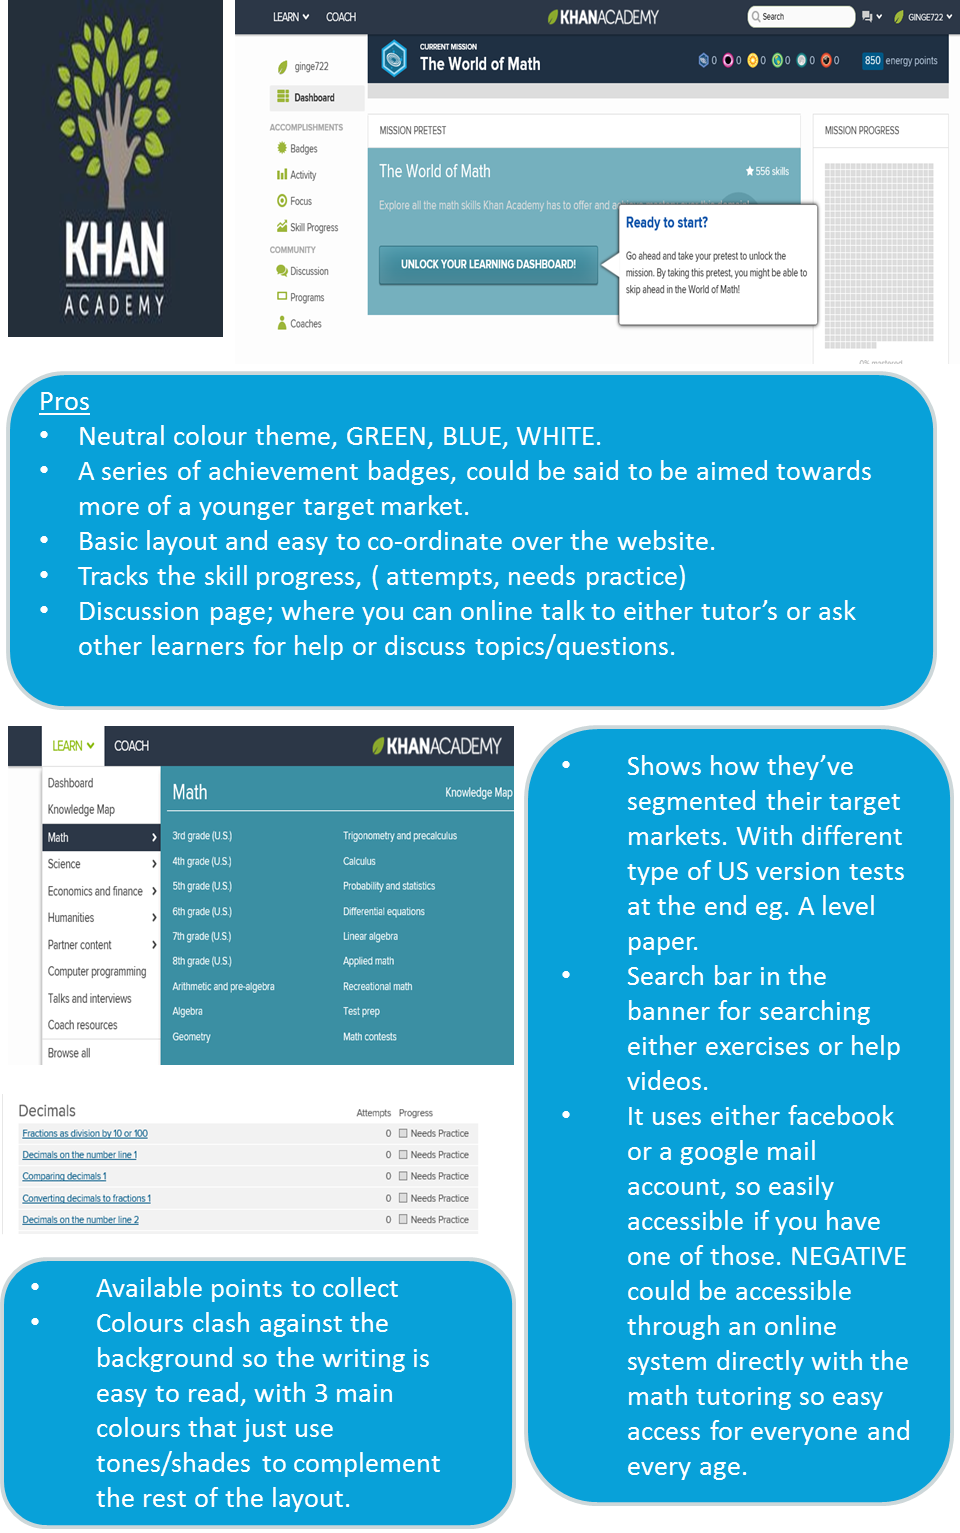 KHAN
ACADEMY
LEARN COACH KHANACADEMY Search GINGE722
CURRENT MISSION
The World of Math
0 0 0 0 0 0 850 energy points
ginge722
Dashboard
ACCOMPLISHMENTS
Badges
Activity
Focus
Skill Progress
COMMUNITY
Discussion
Programs
Coaches
MISSION PRETEST
The World of Math 556 skills
Explore all the math skills Khan Academy has to offer and
UNLOCK YOUR LEARNING DASHBOARD!
Ready to start?
Go ahead and take your pretest to unlock the
mission. By taking this pretest, you might be able to
skip ahead in the World of Math!
MISSION PROGRESS
0% mastered
Pros
• Neutral colour theme, GREEN, BLUE, WHITE.
• A series of achievement badges, could be said to be aimed towards
more of a younger target market.
• Basic layout and easy to co-ordinate over the website.
• Tracks the skill progress, ( attempts, needs practice)
• Discussion page; where you can online talk to either tutor's or ask
other learners for help or discuss topics/questions.
LEARN COACH KHANACADEMY
Dashboard
Knowledge Map
Math
Science
Economics and finance
Humanities
Partner content
Computer programming
Talks and interviews
Coach resources
Browse all
Math Knowledge Map
3rd grade (U.S.) Trigonometry and precalculus
4th grade (U.S.) Calculus
5th grade (U.S.) Probability and statistics
6th grade (U.S.) Differential equations
7th grade (U.S.) Linear algebra
8th grade (U.S.) Applied math
Arithmetic and pre-algebra Recreational math
Algebra Test prep
Geometry Math contests
Decimals Attempts Progress
Fractions as division by 10 or 100 0 Needs Practice
Decimals on the number line 1 0 Needs Practice
Comparing decimals 1 0 Needs Practice
Converting decimals to fractions 1 0 Needs Practice
Decimals on the number line 2 0 Needs Practice
• Available points to collect
• Colours clash against the
background so the writing is
easy to read, with 3 main
colours that just use
tones/shades to complement
the rest of the layout.
• Shows how they've
segmented their target
markets. With different
type of US version tests
at the end eg. A level
paper.
• Search bar in the
banner for searching
either exercises or help
videos.
• It uses either facebook
or a google mail
account, so easily
accessible if you have
one of those. NEGATIVE
could be accessible
through an online
system directly with the
math tutoring so easy
access for everyone and
every age.